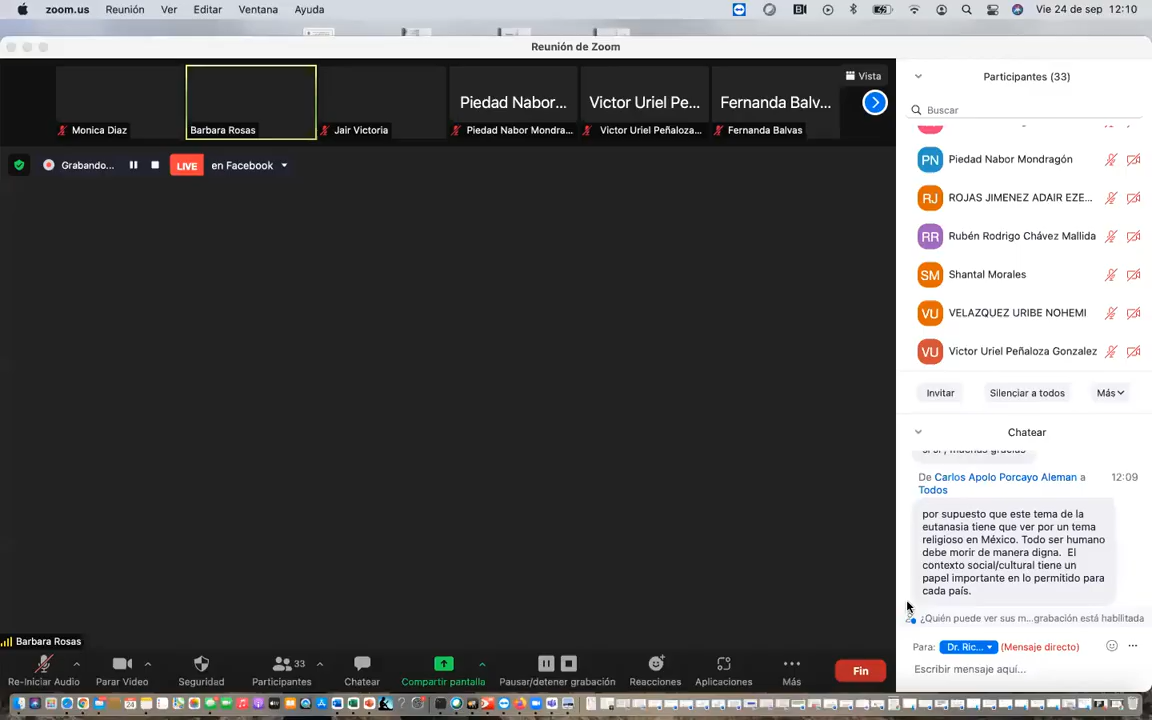 zoom.us Reunión Ver Editar Ventana Ayuda Vie 24 de sep 12:10
Reunión de Zoom
Vista
Piedad Nabor... Victor Uriel Pe... Fernanda Balv...
Monica Diaz Barbara Rosas Jair Victoria Piedad Nabor Mondra... Victor Uriel Peñaloza... Fernanda Balvas
Grabando... LIVE en Facebook
Participantes (33)
Buscar
PN Piedad Nabor Mondragón
RJ ROJAS JIMENEZ ADAIR EZE...
RR Rubén Rodrigo Chávez Mallida
SM Shantal Morales
VU VELAZQUEZ URIBE NOHEMI
VU Victor Uriel Peñaloza Gonzalez
Invitar Silenciar a todos Más
Chatear
De Carlos Apolo Porcayo Aleman a 12:09
Todos
por supuesto que este tema de la
eutanasia tiene que ver por un tema
religioso en México. Todo ser humano
debe morir de manera digna. El
contexto social/cultural tiene un
papel importante en lo permitido para
cada país.
¿Quién puede ver sus m...grabación está habilitada
Para: Dr. Ric... (Mensaje directo)
Escribir mensaje aquí...
Barbara Rosas
33
Re-Iniciar Audio Parar Video Seguridad Participantes Chatear Compartir pantalla Pausar/detener grabación Reacciones Aplicaciones Más Fin